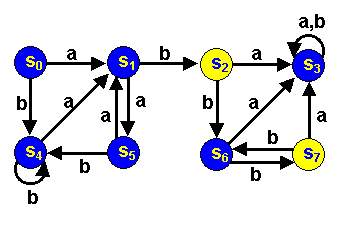 a,b
s0 a s1 b s2 a s3
b a a a b a b a
s4 b s5 s6 b s7
b b